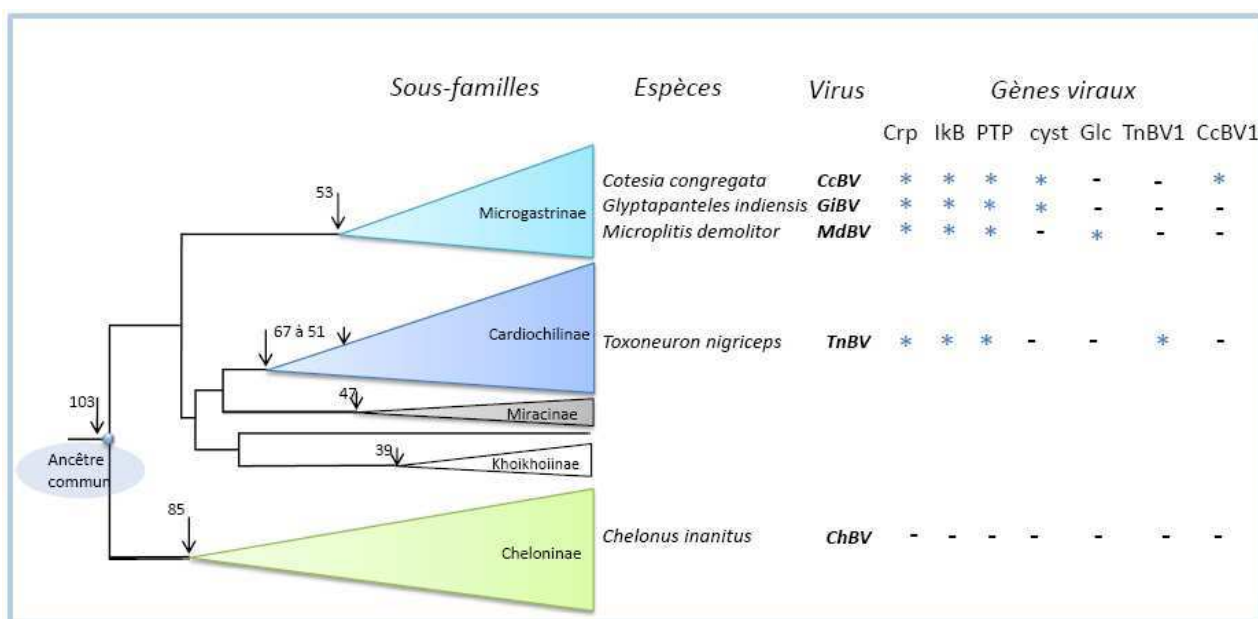 Sous-familles Espèces Virus Gènes viraux
Crp IkB PTP cyst Glc TnBV1 CcBV1
53
Microgastrinae
Cotesia congregata CcBV * * * * - - *
Glyptapanteles indiensis GiBV * * * * - - -
Microplitis demolitor MdBV * * * - * - -
67 à 51
Cardiochilinae
Toxoneuron nigriceps TnBV * * * - - * -
47
Miracinae
103
39
Khoikhoiinae
Ancêtre
commun
85
Cheloninae
Chelonus inanitus ChBV - - - - - - -